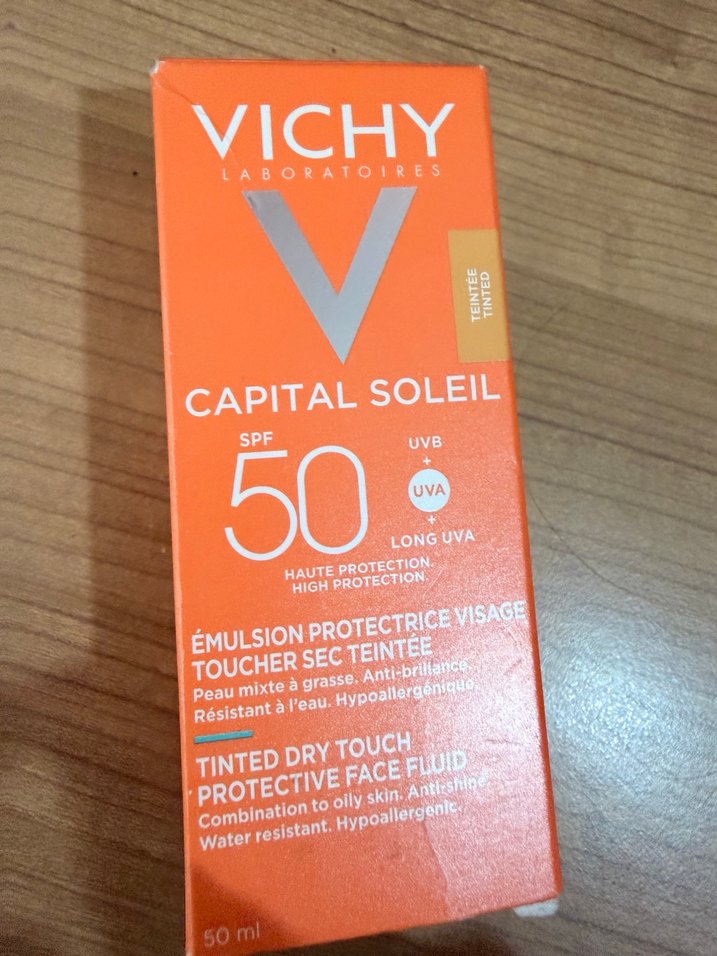 VICHY
LABORATOIRES
TEINTÉE
TINTED
CAPITAL SOLEIL
SPF
50
UVB
+
UVA
+
LONG UVA
HAUTE PROTECTION.
HIGH PROTECTION.
ÉMULSION PROTECTRICE VISAGE
TOUCHER SEC TEINTÉE
Peau mixte à grasse. Anti-brillance.
Résistant à l'eau. Hypoallergénique.
TINTED DRY TOUCH
PROTECTIVE FACE FLUID
Combination to oily skin. Anti-shine.
Water resistant. Hypoallergenic.
50 ml